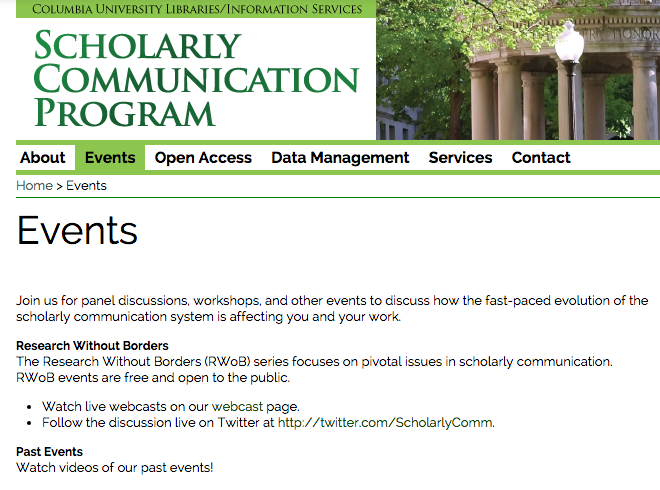 COLUMBIA UNIVERSITY LIBRARIES/INFORMATION SERVICES
SCHOLARLY
COMMUNICATION
PROGRAM
About Events Open Access Data Management Services Contact
Home > Events
Events
Join us for panel discussions, workshops, and other events to discuss how the fast-paced evolution of the
scholarly communication system is affecting you and your work.
Research Without Borders
The Research Without Borders (RWoB) series focuses on pivotal issues in scholarly communication.
RWoB events are free and open to the public.
• Watch live webcasts on our webcast page.
• Follow the discussion live on Twitter at http://twitter.com/ScholarlyComm.
Past Events
Watch videos of our past events!